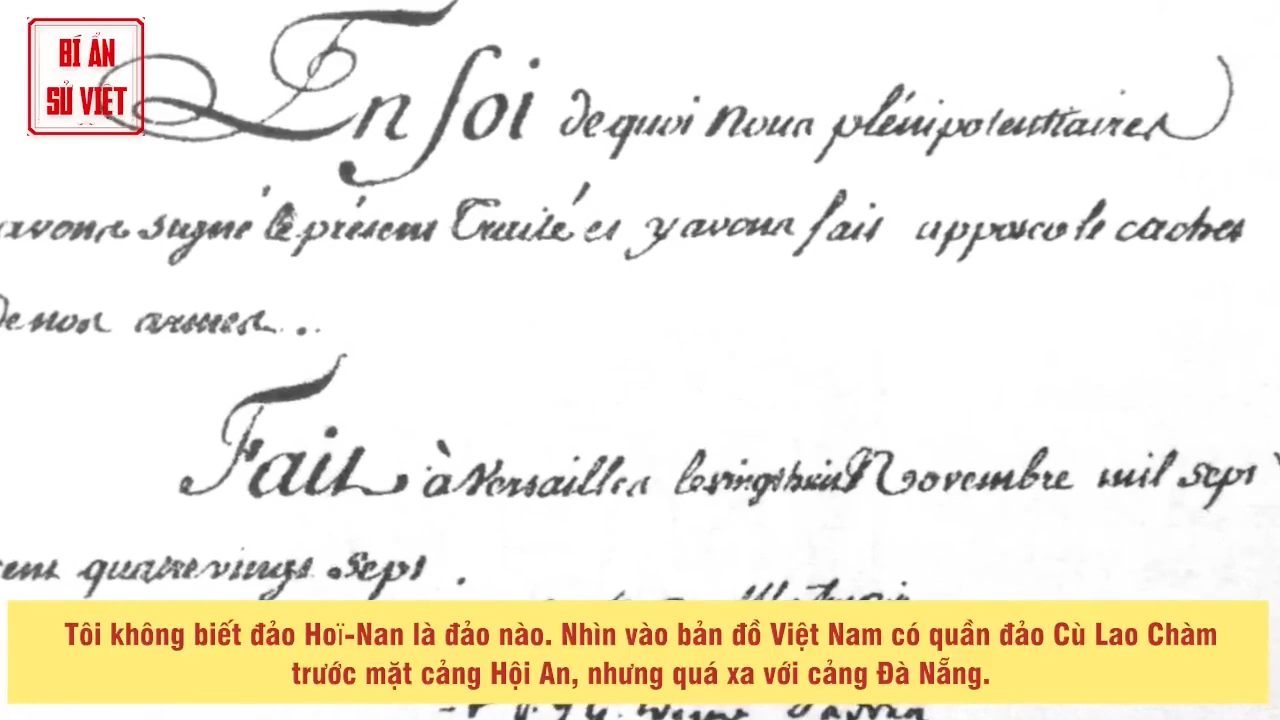 BÍ ẨN
SỬ VIỆT
En foi de quoi Nous plénipotentiaires
avons signé le présent Traité et y avons fait apposer le cachet
de nos armes..
Fait à Versailles le vingt huit Novembre mil sept
cent quatrevingt sept.
Tôi không biết đảo Hoï-Nan là đảo nào. Nhìn vào bản đồ Việt Nam có quần đảo Cù Lao Chàm
trước mặt cảng Hội An, nhưng quá xa với cảng Đà Nẵng.